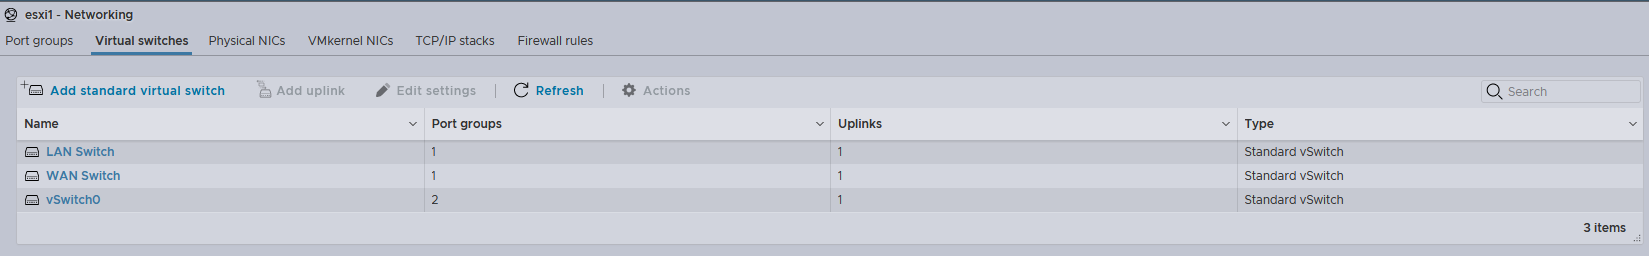 esxi1 - Networking
Port groups Virtual switches Physical NICs VMkernel NICs TCP/IP stacks Firewall rules
Add standard virtual switch Add uplink Edit settings | Refresh | Actions Search
Name Port groups Uplinks Type
LAN Switch 1 1 Standard vSwitch
WAN Switch 1 1 Standard vSwitch
vSwitch0 2 1 Standard vSwitch
3 items